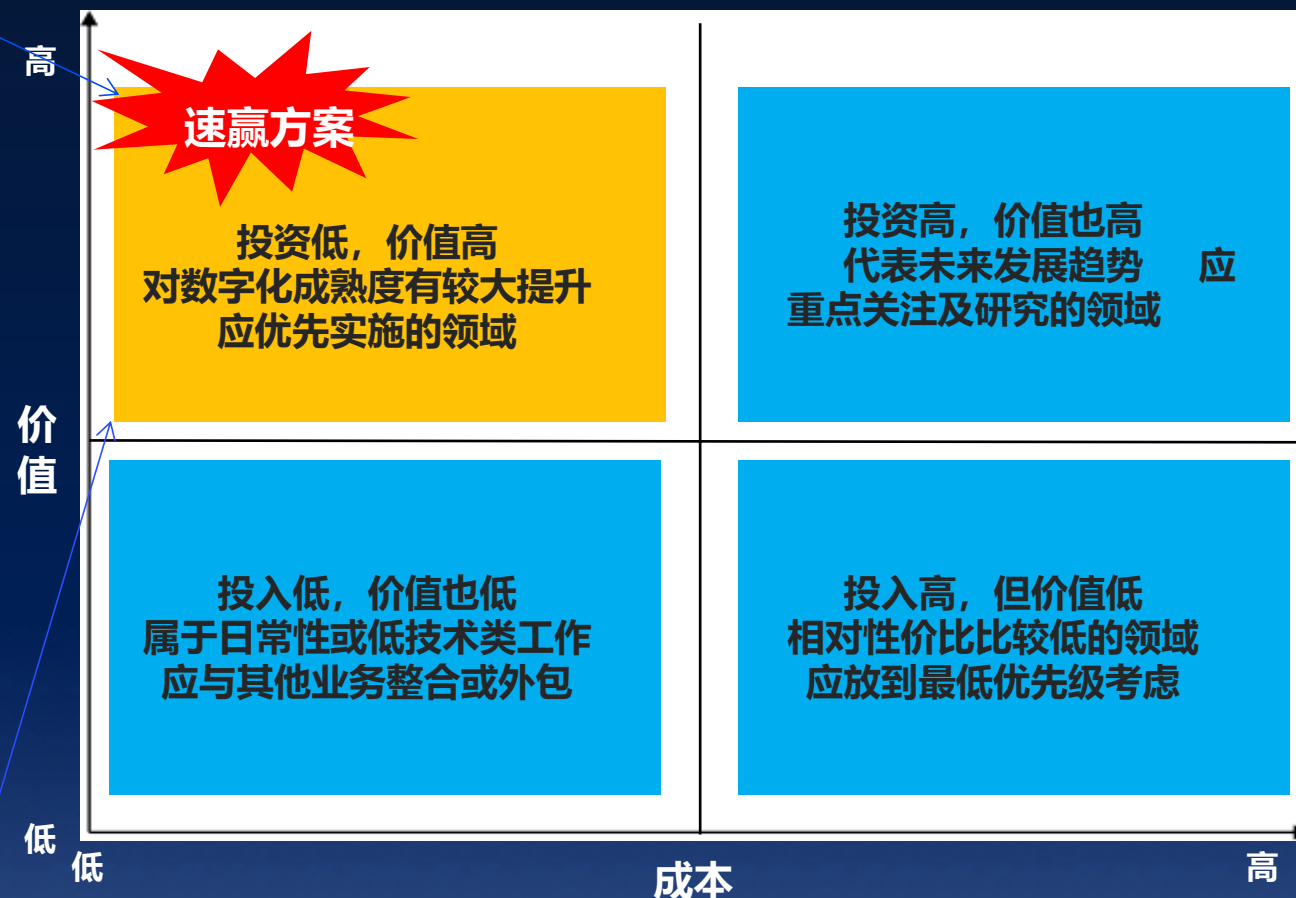 高
速赢方案
投资低，价值高
对数字化成熟度有较大提升
应优先实施的领域
投资高，价值也高
代表未来发展趋势 应
重点关注及研究的领域
价
值
投入低，价值也低
属于日常性或低技术类工作
应与其他业务整合或外包
投入高，但价值低
相对性价比比较低的领域
应放到最低优先级考虑
低
低
成本
高